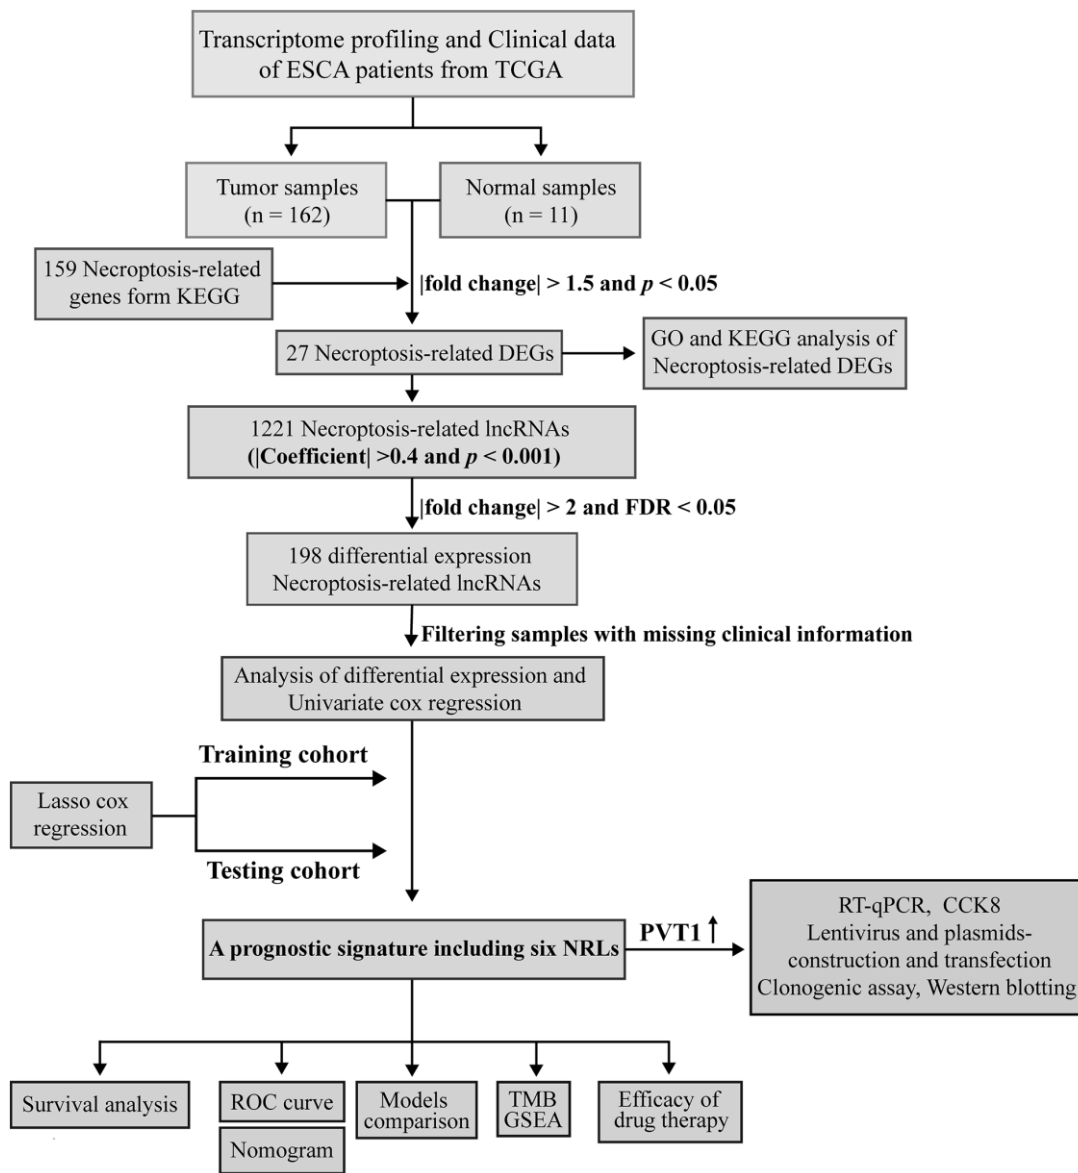 Transcriptome profiling and Clinical data
of ESCA patients from TCGA
Tumor samples
(n = 162)
Normal samples
(n = 11)
159 Necroptosis-related
genes form KEGG
|fold change| > 1.5 and p < 0.05
27 Necroptosis-related DEGs
GO and KEGG analysis of
Necroptosis-related DEGs
1221 Necroptosis-related lncRNAs
(|Coefficient| >0.4 and p < 0.001)
|fold change| > 2 and FDR < 0.05
198 differential expression
Necroptosis-related lncRNAs
Filtering samples with missing clinical information
Analysis of differential expression and
Univariate cox regression
Training cohort
Lasso cox
regression
Testing cohort
A prognostic signature including six NRLs
PVT1 ↑
RT-qPCR, CCK8
Lentivirus and plasmids-
construction and transfection
Clonogenic assay, Western blotting
Survival analysis
ROC curve
Nomogram
Models
comparison
TMB
GSEA
Efficacy of
drug therapy